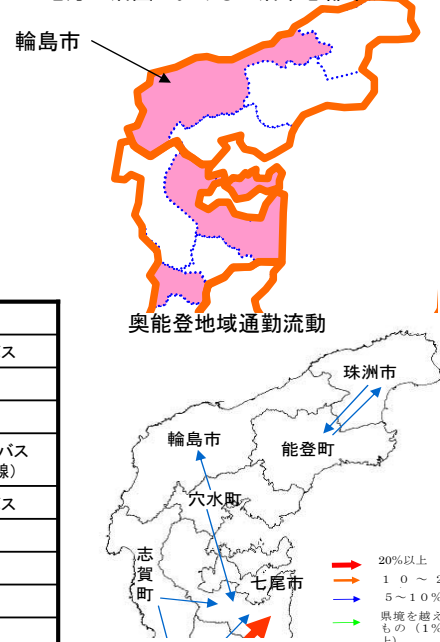 輪島市
ス
バス
線）
ス
奥能登地域通勤流動
珠洲市
輪島市
能登町
穴水町
志賀町
七尾市
20%以上
１０～２
５～10%
県境を越え
もの（1%
上）